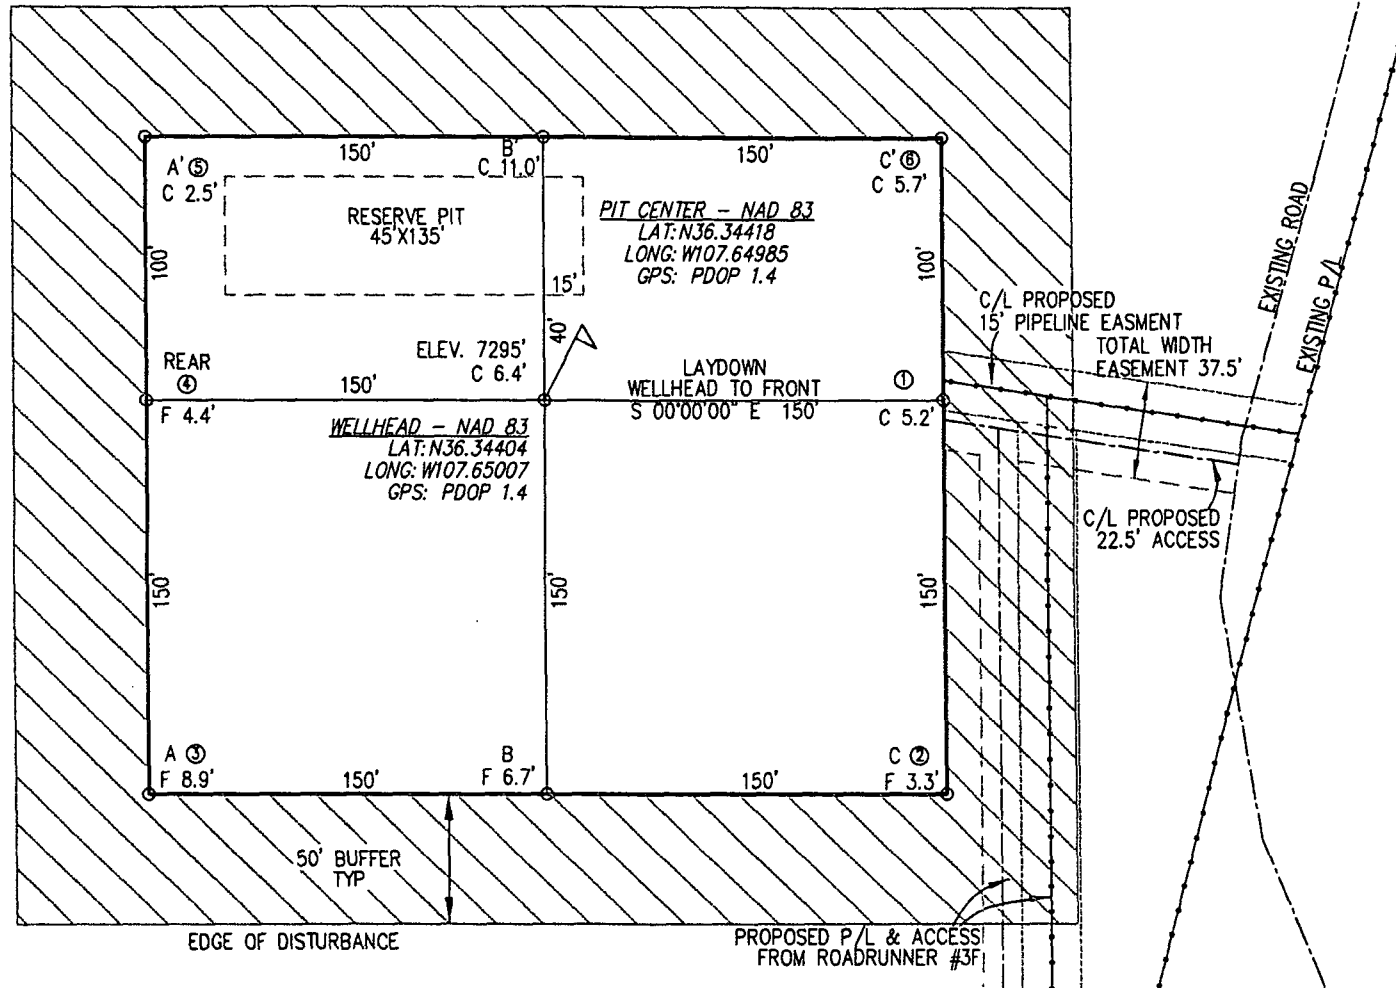 150'
150'
A' ⑤
C 2.5'
B'
C 11.0'
C' ⑥
C 5.7'
RESERVE PIT
45'X135'
PIT CENTER - NAD 83
LAT: N36.34418
LONG: W107.64985
GPS: PDOP 1.4
100'
100'
15'
40'
EXISTING ROAD
EXISTING P/L
C/L PROPOSED
15' PIPELINE EASMENT
TOTAL WIDTH
EASEMENT 37.5'
REAR
④
F 4.4'
150'
ELEV. 7295'
C 6.4'
LAYDOWN
WELLHEAD TO FRONT
S 00°00'00" E 150'
①
C 5.2'
WELLHEAD - NAD 83
LAT: N36.34404
LONG: W107.65007
GPS: PDOP 1.4
C/L PROPOSED
22.5' ACCESS
150'
150'
150'
A ③
F 8.9'
150'
B
F 6.7'
150'
C ②
F 3.3'
50' BUFFER
TYP
EDGE OF DISTURBANCE
PROPOSED P/L & ACCESS
FROM ROADRUNNER #3F